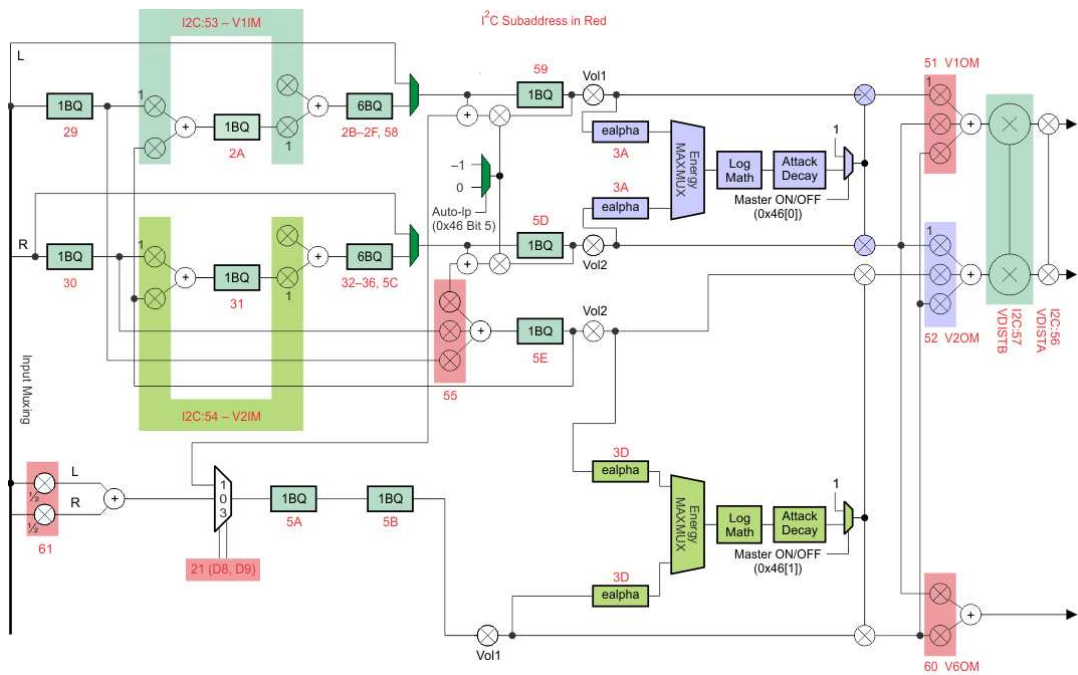 I2C:53 – V1IM
I²C Subaddress in Red
L
1
1BQ
29
1BQ
2A
1
6BQ
2B–2F, 58
59
1BQ
Vol1
ealpha
3A
3A
ealpha
Energy
MAXMUX
Log
Math
Attack
Decay
1
Master ON/OFF
(0x46[0])
51 V1OM
1
–1
0
Auto-lp
(0x46 Bit 5)
R
1
1BQ
30
1BQ
31
1
6BQ
32–36, 5C
5D
1BQ
Vol2
1
52 V2OM
I2C:57
VDISTB
I2C:56
VDISTA
55
1BQ
5E
Vol2
Input Muxing
I2C:54 – V2IM
L
R
½
½
61
1
0
3
21 (D8, D9)
1BQ
5A
1BQ
5B
3D
ealpha
3D
ealpha
Energy
MAXMUX
Log
Math
Attack
Decay
1
Master ON/OFF
(0x46[1])
Vol1
60 V6OM